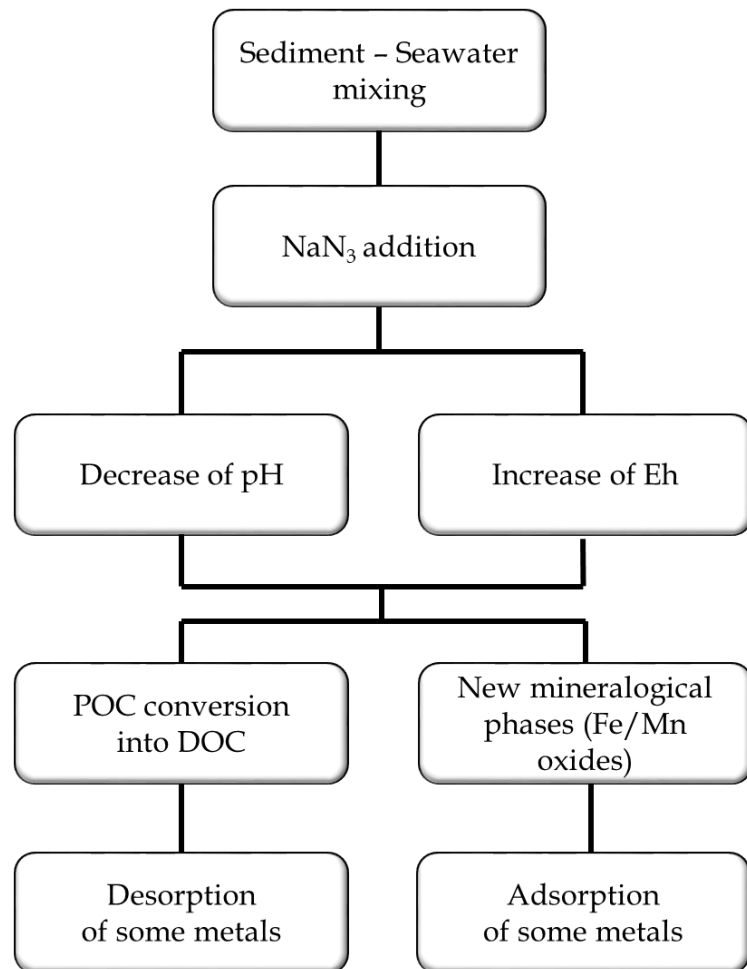 Sediment – Seawater
mixing
NaN₃ addition
Decrease of pH
Increase of Eh
POC conversion
into DOC
New mineralogical
phases (Fe/Mn
oxides)
Desorption
of some metals
Adsorption
of some metals